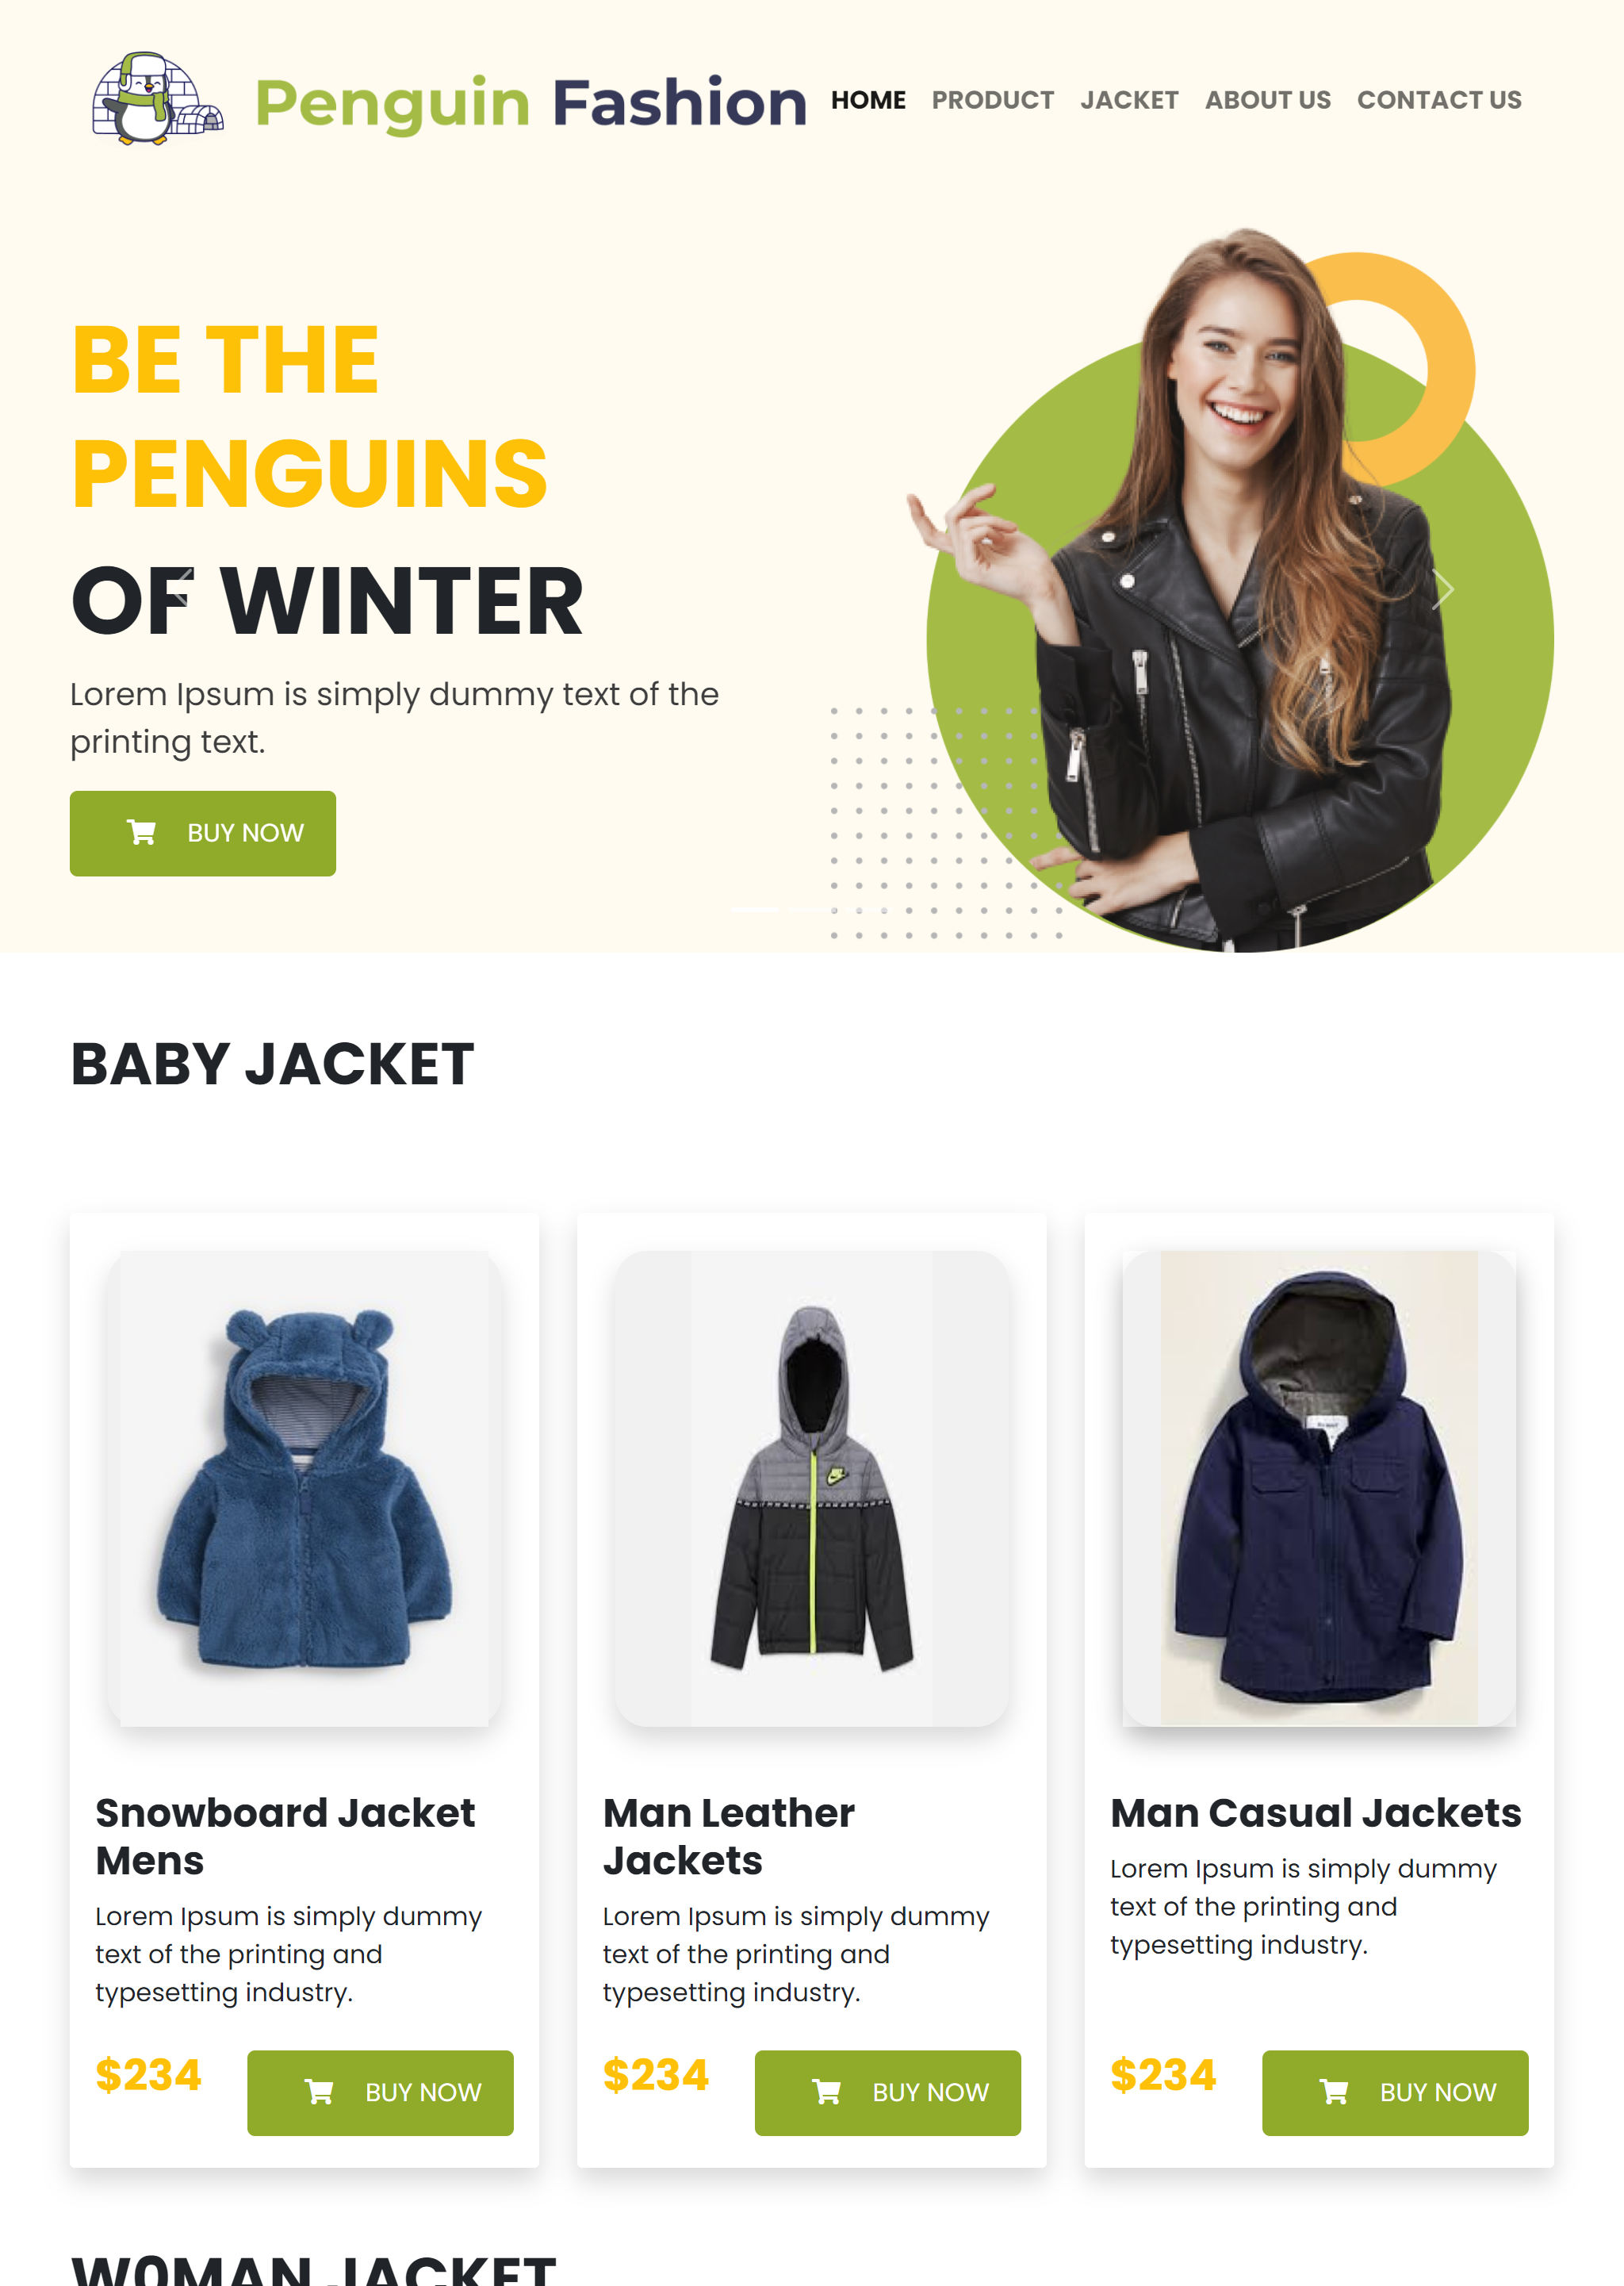 Penguin Fashion
HOME PRODUCT JACKET ABOUT US CONTACT US
BE THE
PENGUINS
OF WINTER
Lorem Ipsum is simply dummy text of the
printing text.
BUY NOW
BABY JACKET
Snowboard Jacket
Mens
Lorem Ipsum is simply dummy
text of the printing and
typesetting industry.
$234
BUY NOW
Man Leather
Jackets
Lorem Ipsum is simply dummy
text of the printing and
typesetting industry.
$234
BUY NOW
Man Casual Jackets
Lorem Ipsum is simply dummy
text of the printing and
typesetting industry.
$234
BUY NOW
W0MAN JACKET